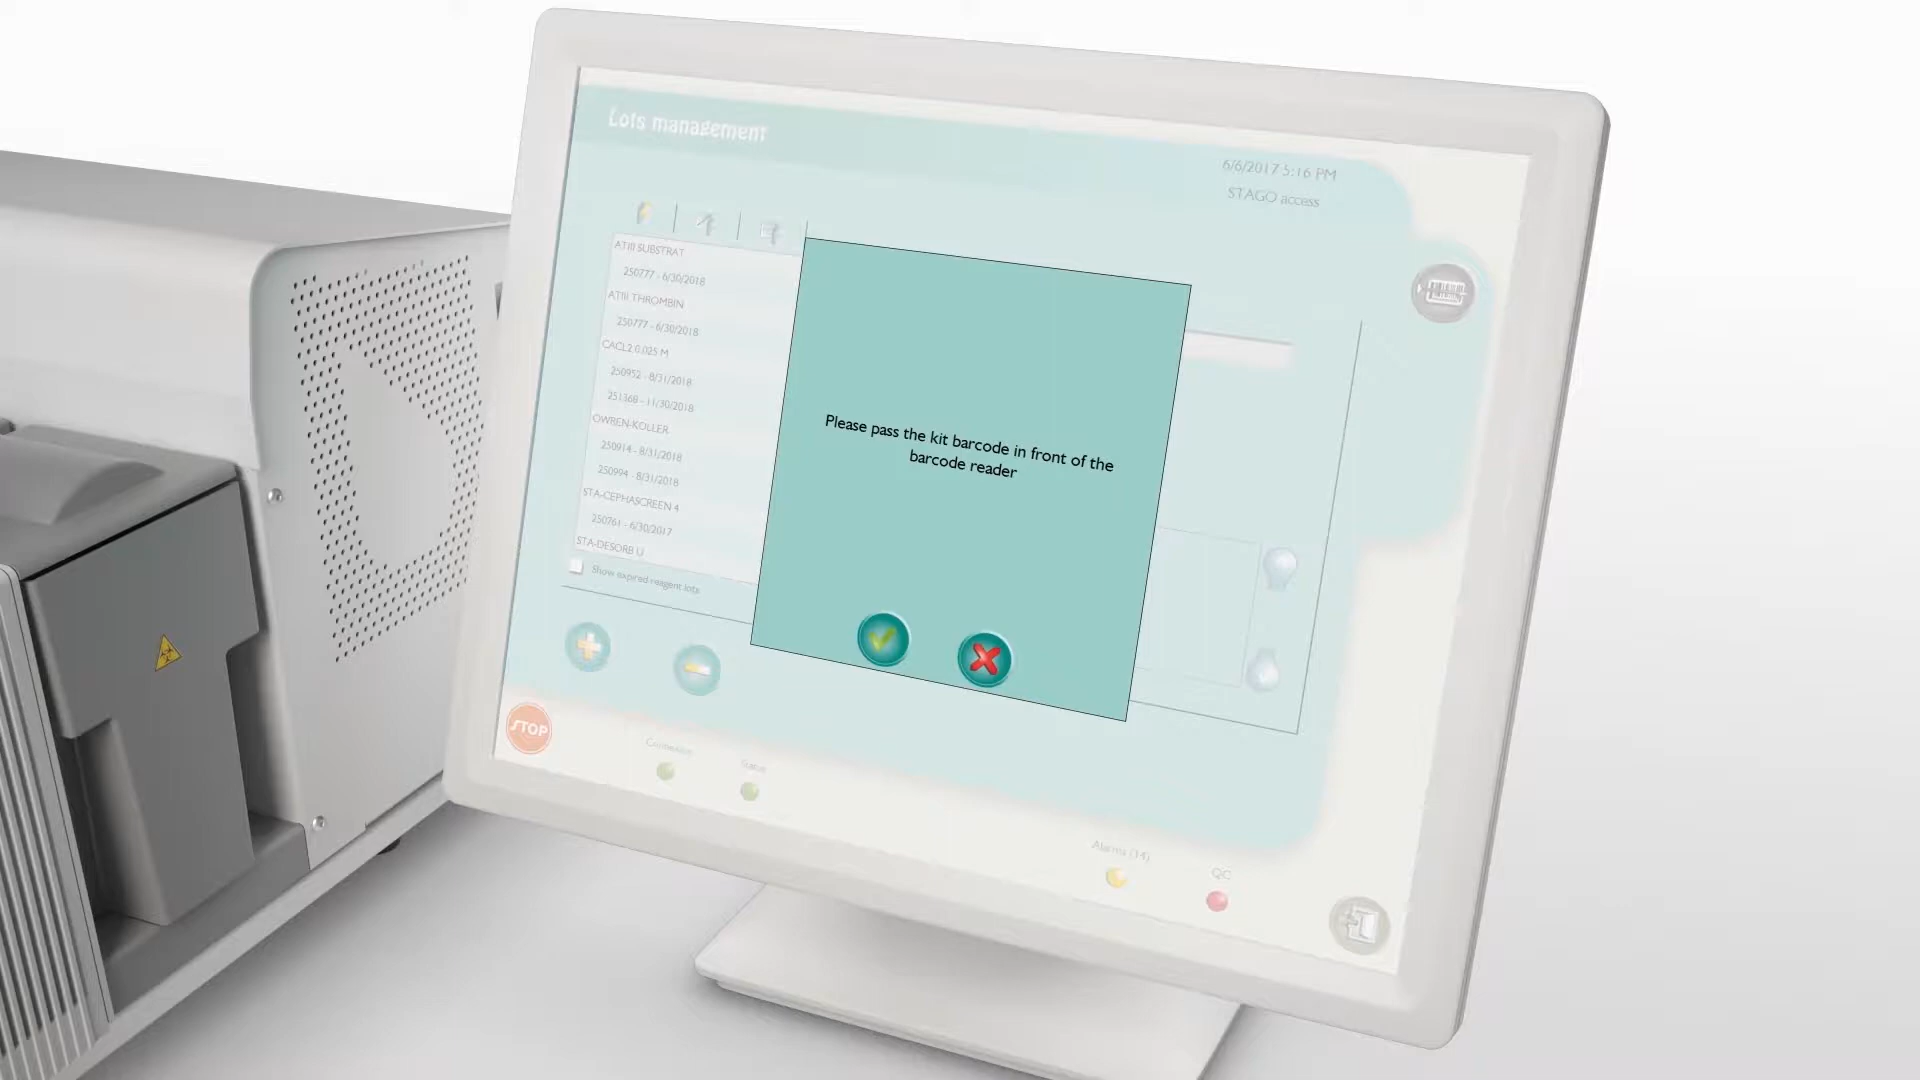 Lots management
6/6/2017 5:16 PM
STAGO access
ATIII SUBSTRAT
250777 - 6/30/2018
ATIII THROMBIN
250777 - 6/30/2018
CACL2 0.025 M
250952 - 8/31/2018
251368 - 11/30/2018
OWREN-KOLLER
250914 - 8/31/2018
250994 - 8/31/2018
STA-CEPHASCREEN 4
250761 - 6/30/2017
STA-DESORB U
Show expired reagent lots
Please pass the kit barcode in front of the
barcode reader
STOP
Connexion
Status
Alarms (14)
QC